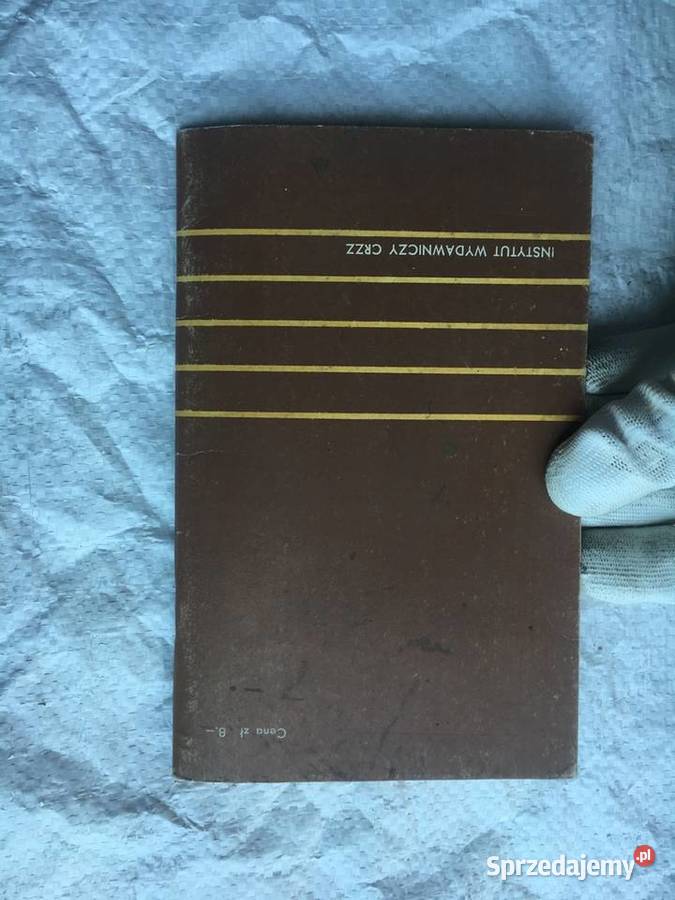 INSTYTUT WYDAWNICZY CRZZ
Cena zł 8,—
Sprzedajemy.pl